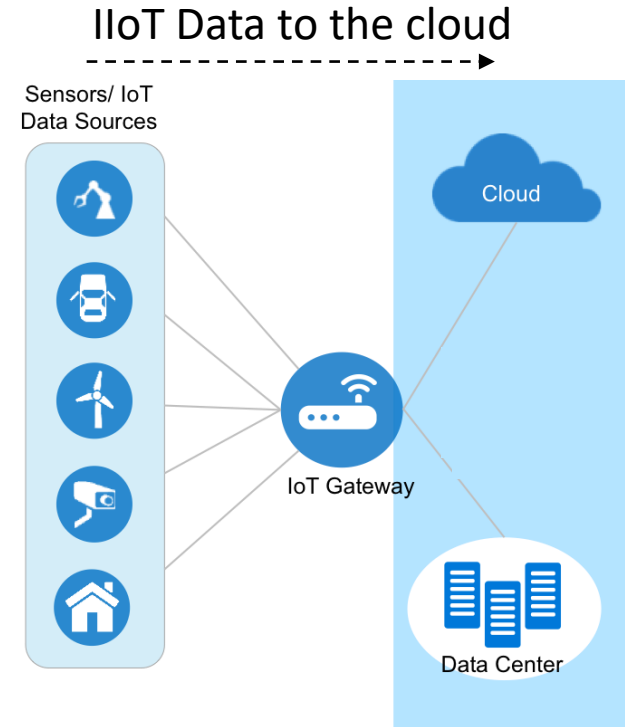 IIoT Data to the cloud
Sensors/ IoT
Data Sources
Cloud
IoT Gateway
Data Center